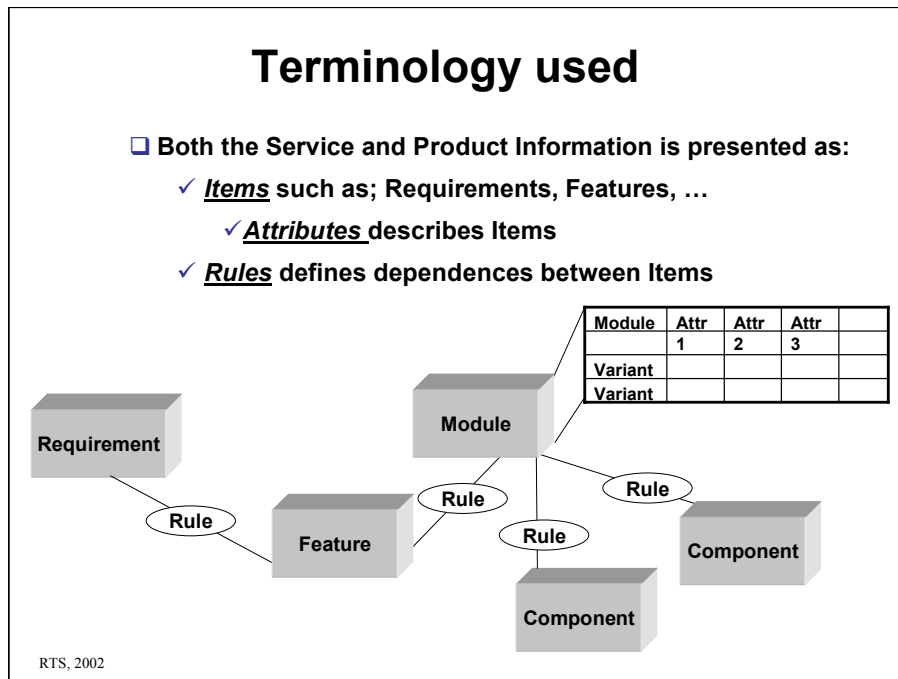 Terminology used
Both the Service and Product Information is presented as:
Items such as; Requirements, Features, …
Attributes describes Items
Rules defines dependences between Items
Module Attr Attr Attr
1 2 3
Variant
Variant
Module
Requirement
Rule
Rule
Rule
Feature
Rule
Component
Component
RTS, 2002